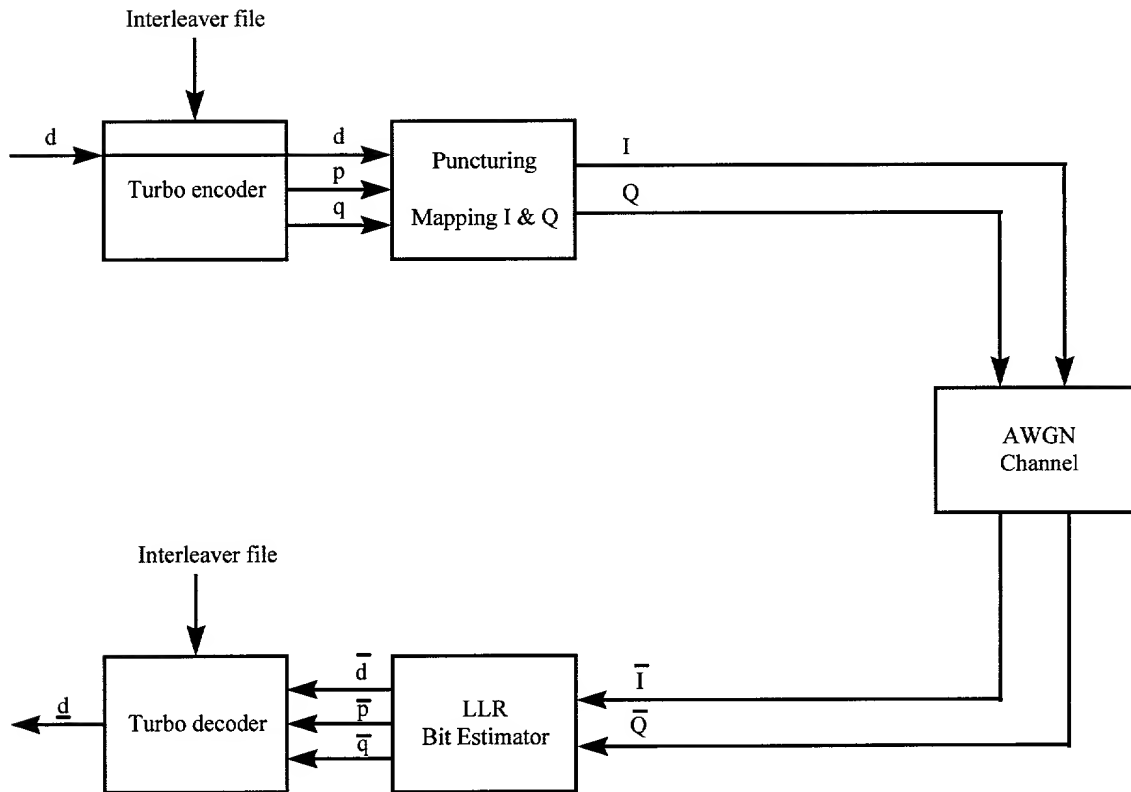 Interleaver file
d
Turbo encoder
d
p
q
Puncturing
Mapping I & Q
I
Q
AWGN
Channel
Interleaver file
d̲
Turbo decoder
d̅
p̅
q̅
LLR
Bit Estimator
I̅
Q̅